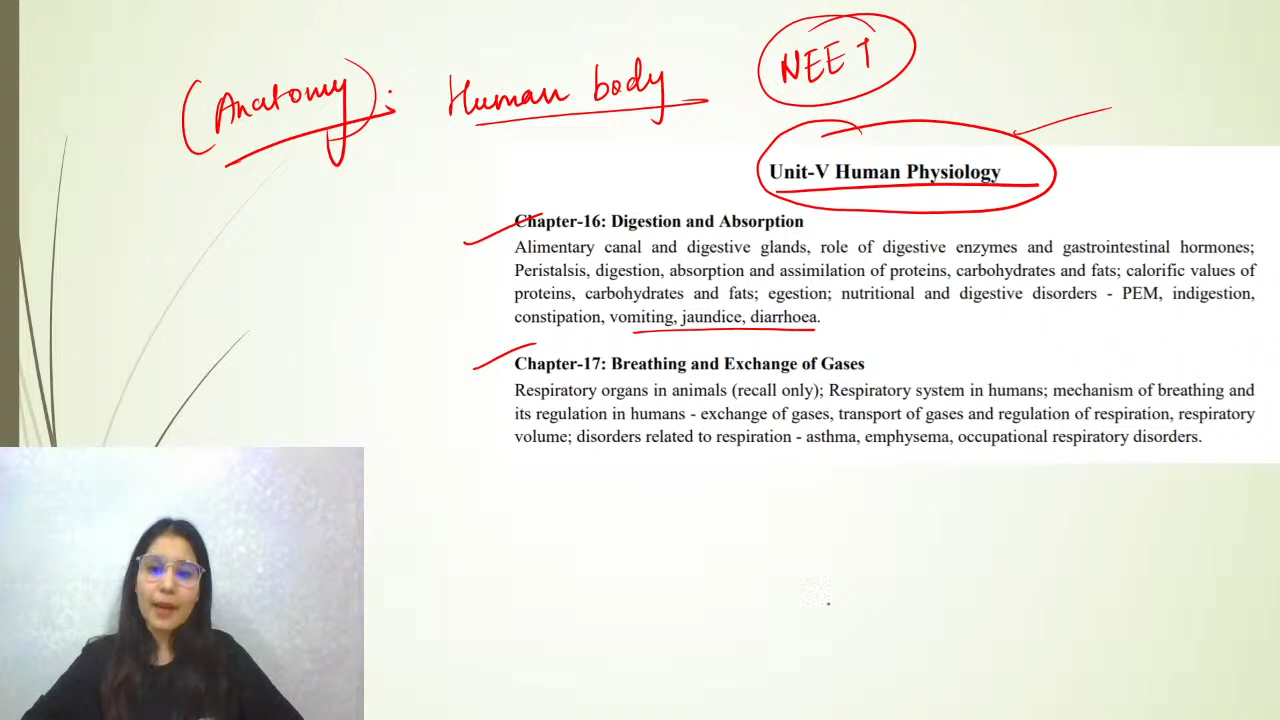 NEET
(Anatomy): Human body
Unit-V Human Physiology
Chapter-16: Digestion and Absorption
Alimentary canal and digestive glands, role of digestive enzymes and gastrointestinal hormones;
Peristalsis, digestion, absorption and assimilation of proteins, carbohydrates and fats; calorific values of
proteins, carbohydrates and fats; egestion; nutritional and digestive disorders - PEM, indigestion,
constipation, vomiting, jaundice, diarrhoea.
Chapter-17: Breathing and Exchange of Gases
Respiratory organs in animals (recall only); Respiratory system in humans; mechanism of breathing and
its regulation in humans - exchange of gases, transport of gases and regulation of respiration, respiratory
volume; disorders related to respiration - asthma, emphysema, occupational respiratory disorders.